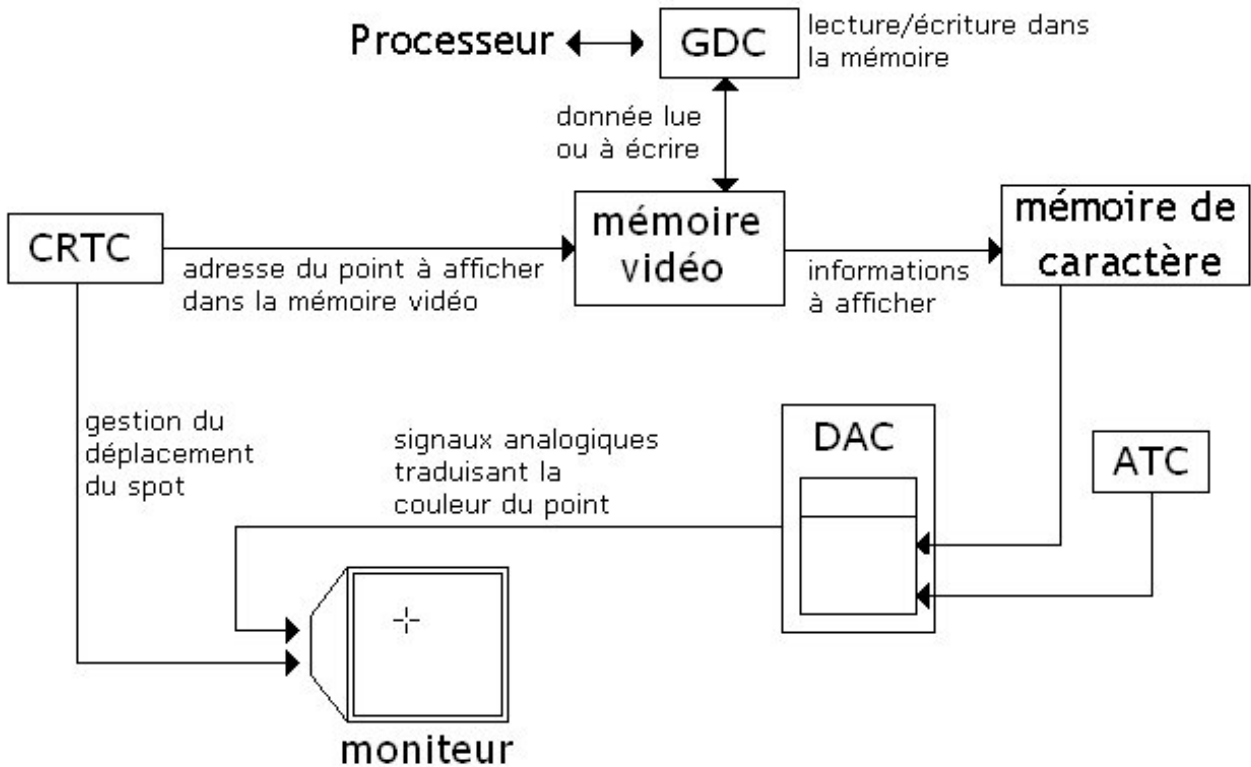 Processeur
GDC
lecture/écriture dans
la mémoire
donnée lue
ou à écrire
CRTC
adresse du point à afficher
dans la mémoire vidéo
mémoire
vidéo
informations
à afficher
mémoire de
caractère
gestion du
déplacement
du spot
signaux analogiques
traduisant la
couleur du point
DAC
ATC
moniteur